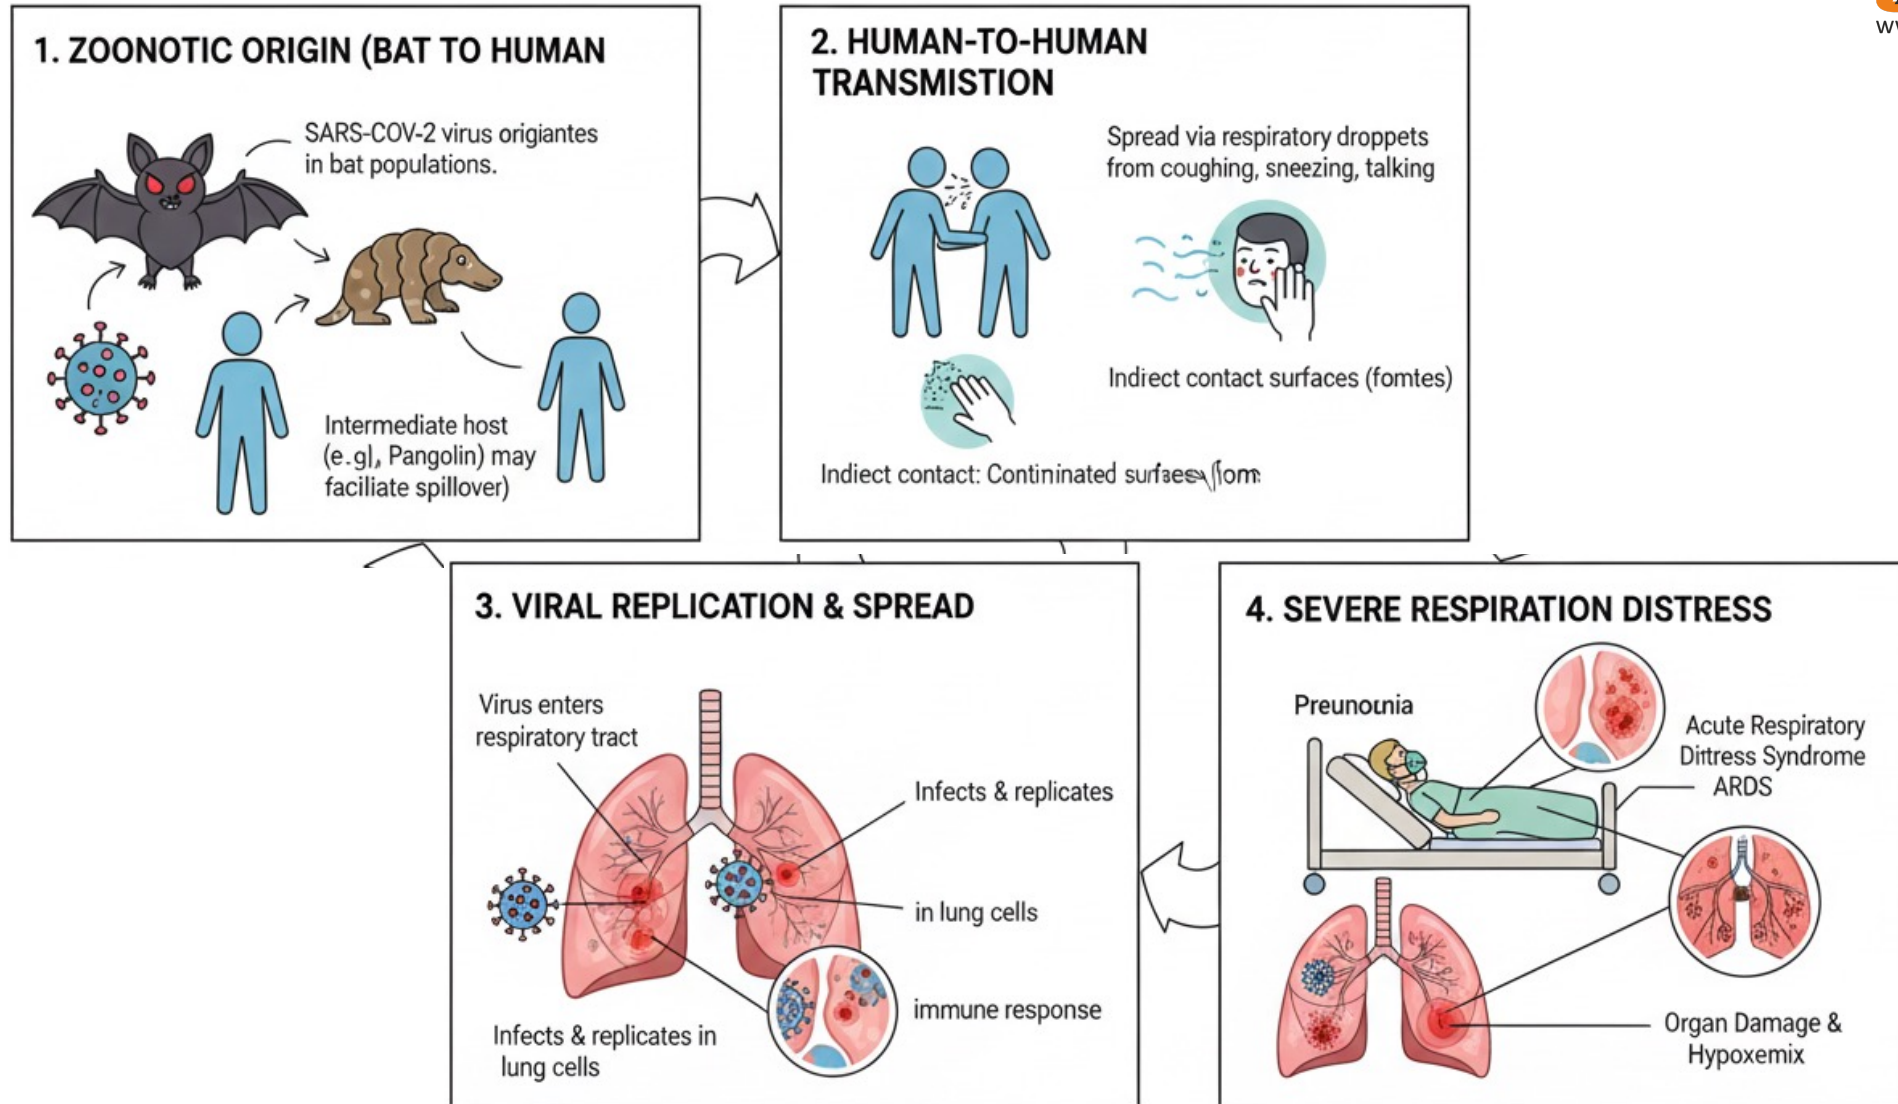 1. ZOONOTIC ORIGIN (BAT TO HUMAN
SARS-COV-2 virus origiantes
in bat populations.
Intermediate host
(e.g|, Pangolin) may
faciliate spillover)
2. HUMAN-TO-HUMAN
TRANSMISTION
Spread via respiratory droppets
from coughing, sneezing, talking
Indiect contact surfaces (fomtes)
Indiect contact: Contininated
3. VIRAL REPLICATION & SPREAD
Virus enters
respiratory tract
Infects & replicates
in lung cells
immune response
Infects & replicates in
lung cells
4. SEVERE RESPIRATION DISTRESS
Preunoınia
Acute Respiratory
Dittress Syndrome
ARDS
Organ Damage &
Hypoxemix